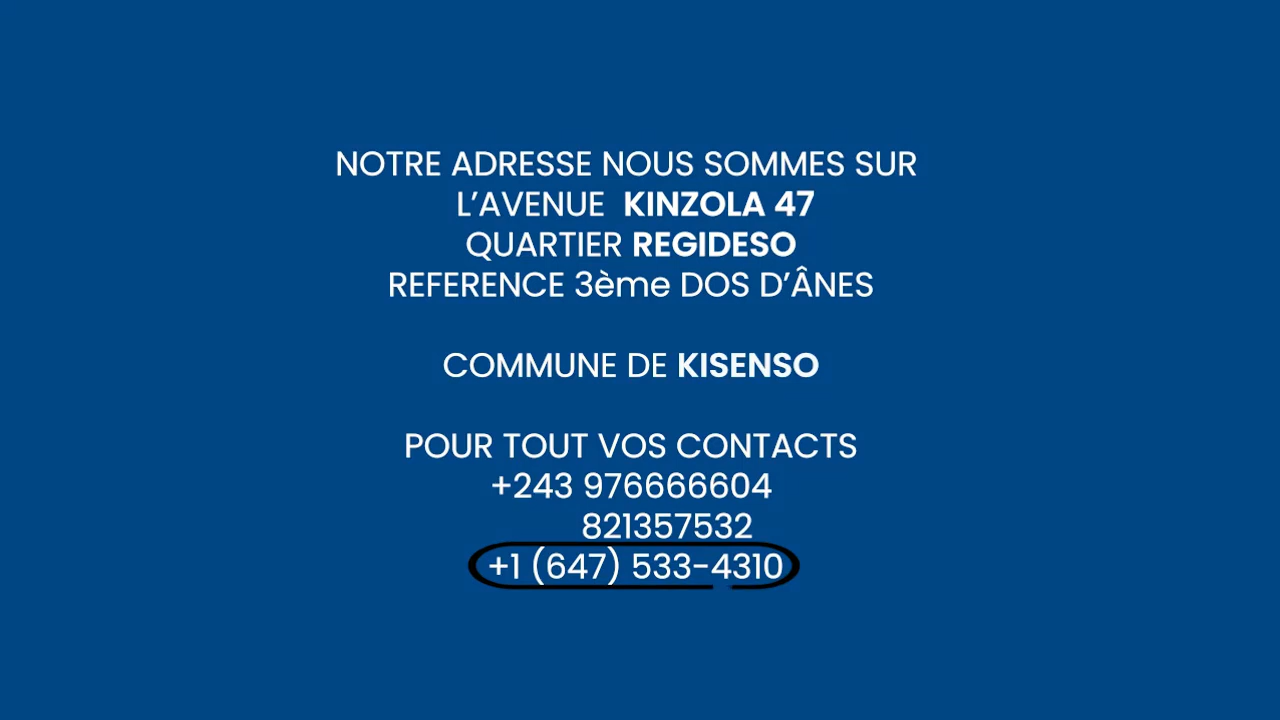 NOTRE ADRESSE NOUS SOMMES SUR
L’AVENUE KINZOLA 47
QUARTIER REGIDESO
REFERENCE 3ème DOS D’ÂNES
COMMUNE DE KISENSO
POUR TOUT VOS CONTACTS
+243 976666604
821357532
+1 (647) 533-4310